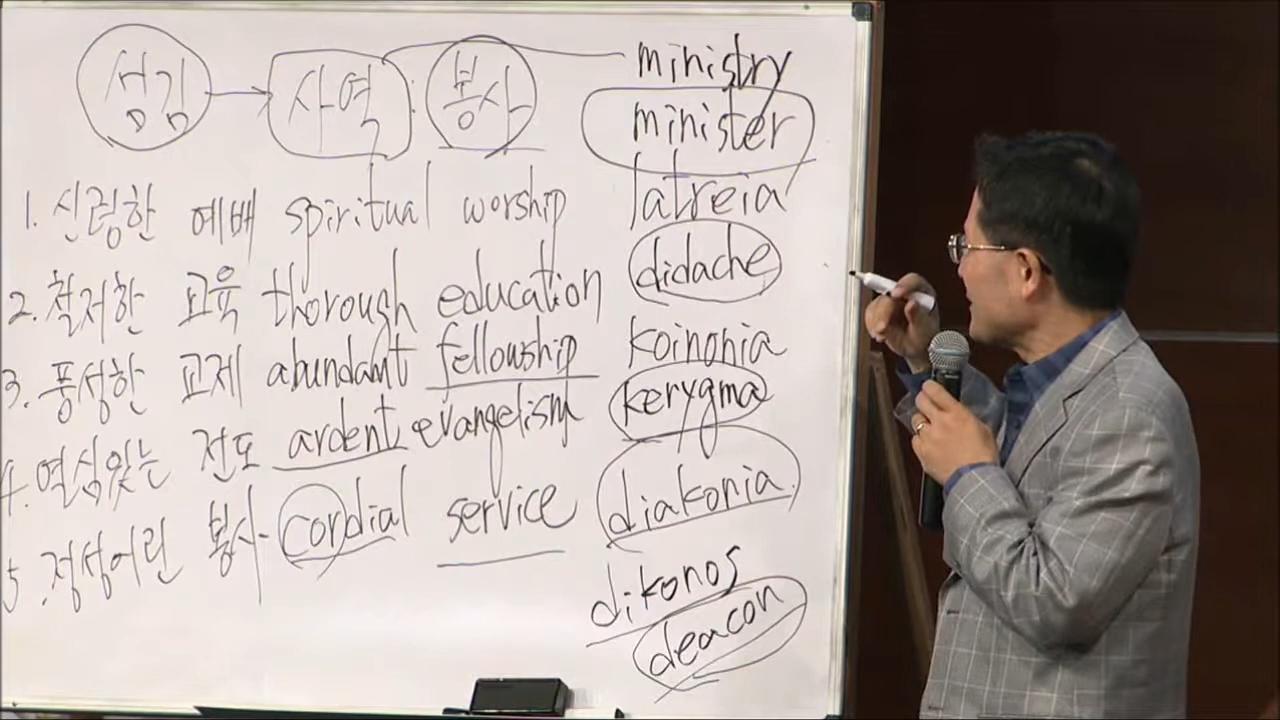 섬김 → 사역 : 봉사 ministry
minister
1. 신령한 예배 spiritual worship latreia
2. 철저한 교육 thorough education didache
3. 풍성한 교제 abundant fellowship koinonia
4. 열심있는 전도 ardent evangelism kerygma
5. 정성어린 봉사 cordial service diakonia
dikonos
deacon